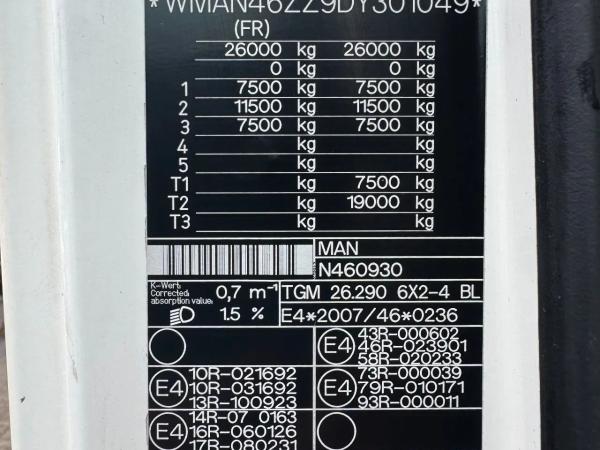 *WMAN46ZZ9DY301049*
(FR)
26000 kg 26000 kg
0 kg 0 kg
1 7500 kg 7500 kg
2 11500 kg 11500 kg
3 7500 kg 7500 kg
4 kg kg
5 kg kg
T1 kg 7500 kg
T2 kg 19000 kg
T3 kg kg
MAN
N460930
K-Wert:
Corrected
absorption value:
0,7 m⁻¹
TGM 26.290 6X2-4 BL
1.5 %
E4*2007/46*0236
E4
43R-000602
46R-023901
58R-020233
E4
10R-021692
10R-031692
13R-100923
E4
73R-000039
79R-010171
93R-000011
E4
14R-07 0163
16R-060126
17R-080231